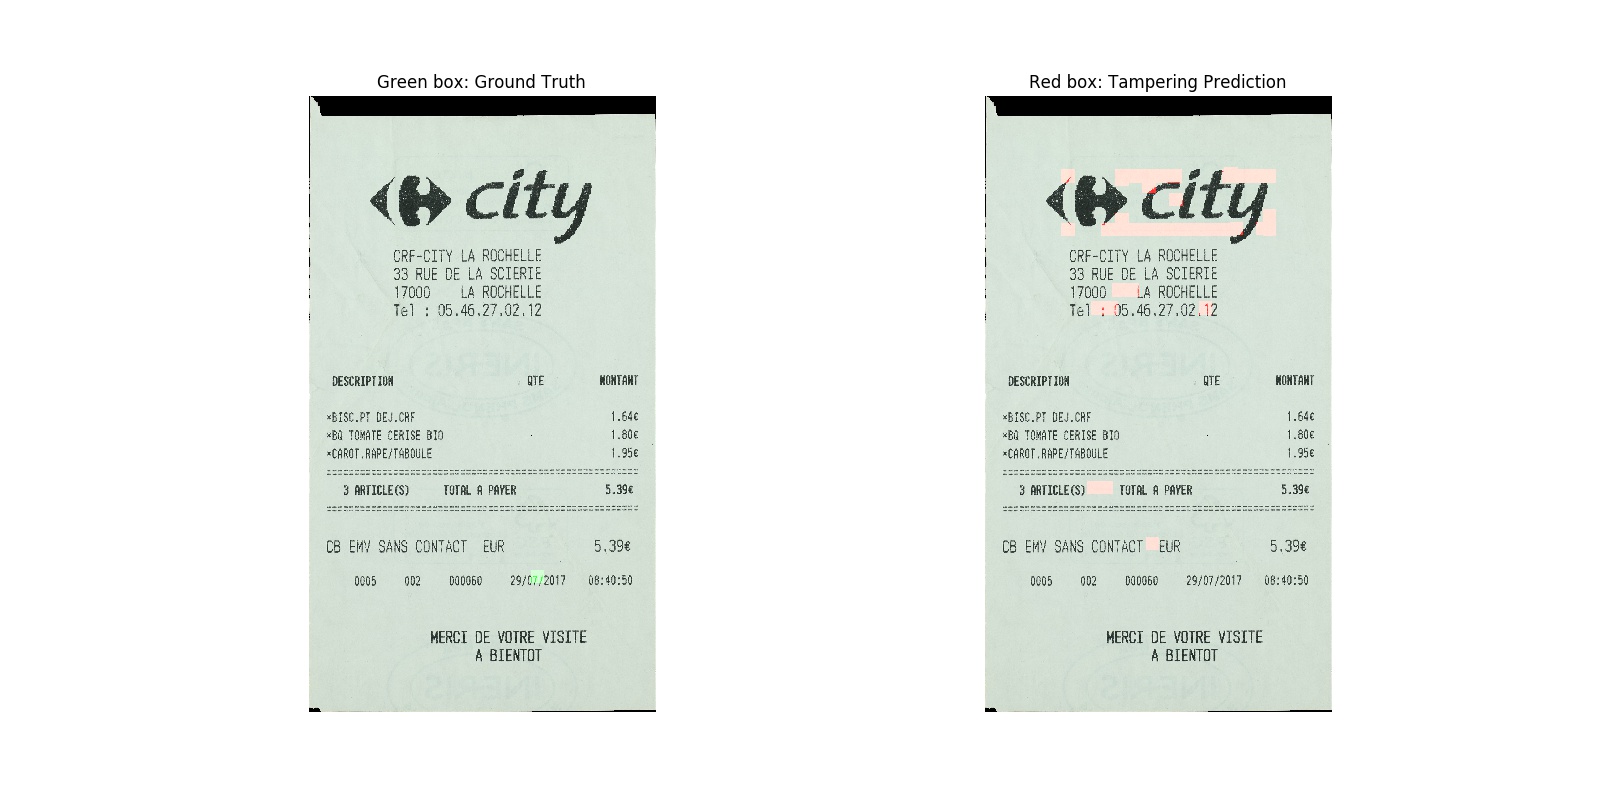 Green box: Ground Truth
city
CRF-CITY LA ROCHELLE
33 RUE DE LA SCIERIE
17000 LA ROCHELLE
Tel : 05.46.27.02.12
DESCRIPTION QTE MONTANT
*BISC.PT DEJ.CRF 1.64€
*BQ TOMATE CERISE BIO 1.80€
*CAROT.RAPE/TABOULE 1.95€
3 ARTICLE(S) TOTAL A PAYER 5.39€
CB EMV SANS CONTACT EUR 5.39€
0005 002 000060 29/07/2017 08:40:50
MERCI DE VOTRE VISITE
A BIENTOT
Red box: Tampering Prediction
city
CRF-CITY LA ROCHELLE
33 RUE DE LA SCIERIE
17000 LA ROCHELLE
Tel : 05.46.27.02.12
DESCRIPTION QTE MONTANT
*BISC.PT DEJ.CRF 1.64€
*BQ TOMATE CERISE BIO 1.80€
*CAROT.RAPE/TABOULE 1.95€
3 ARTICLE(S) TOTAL A PAYER 5.39€
CB EMV SANS CONTACT EUR 5.39€
0005 002 000060 29/07/2017 08:40:50
MERCI DE VOTRE VISITE
A BIENTOT